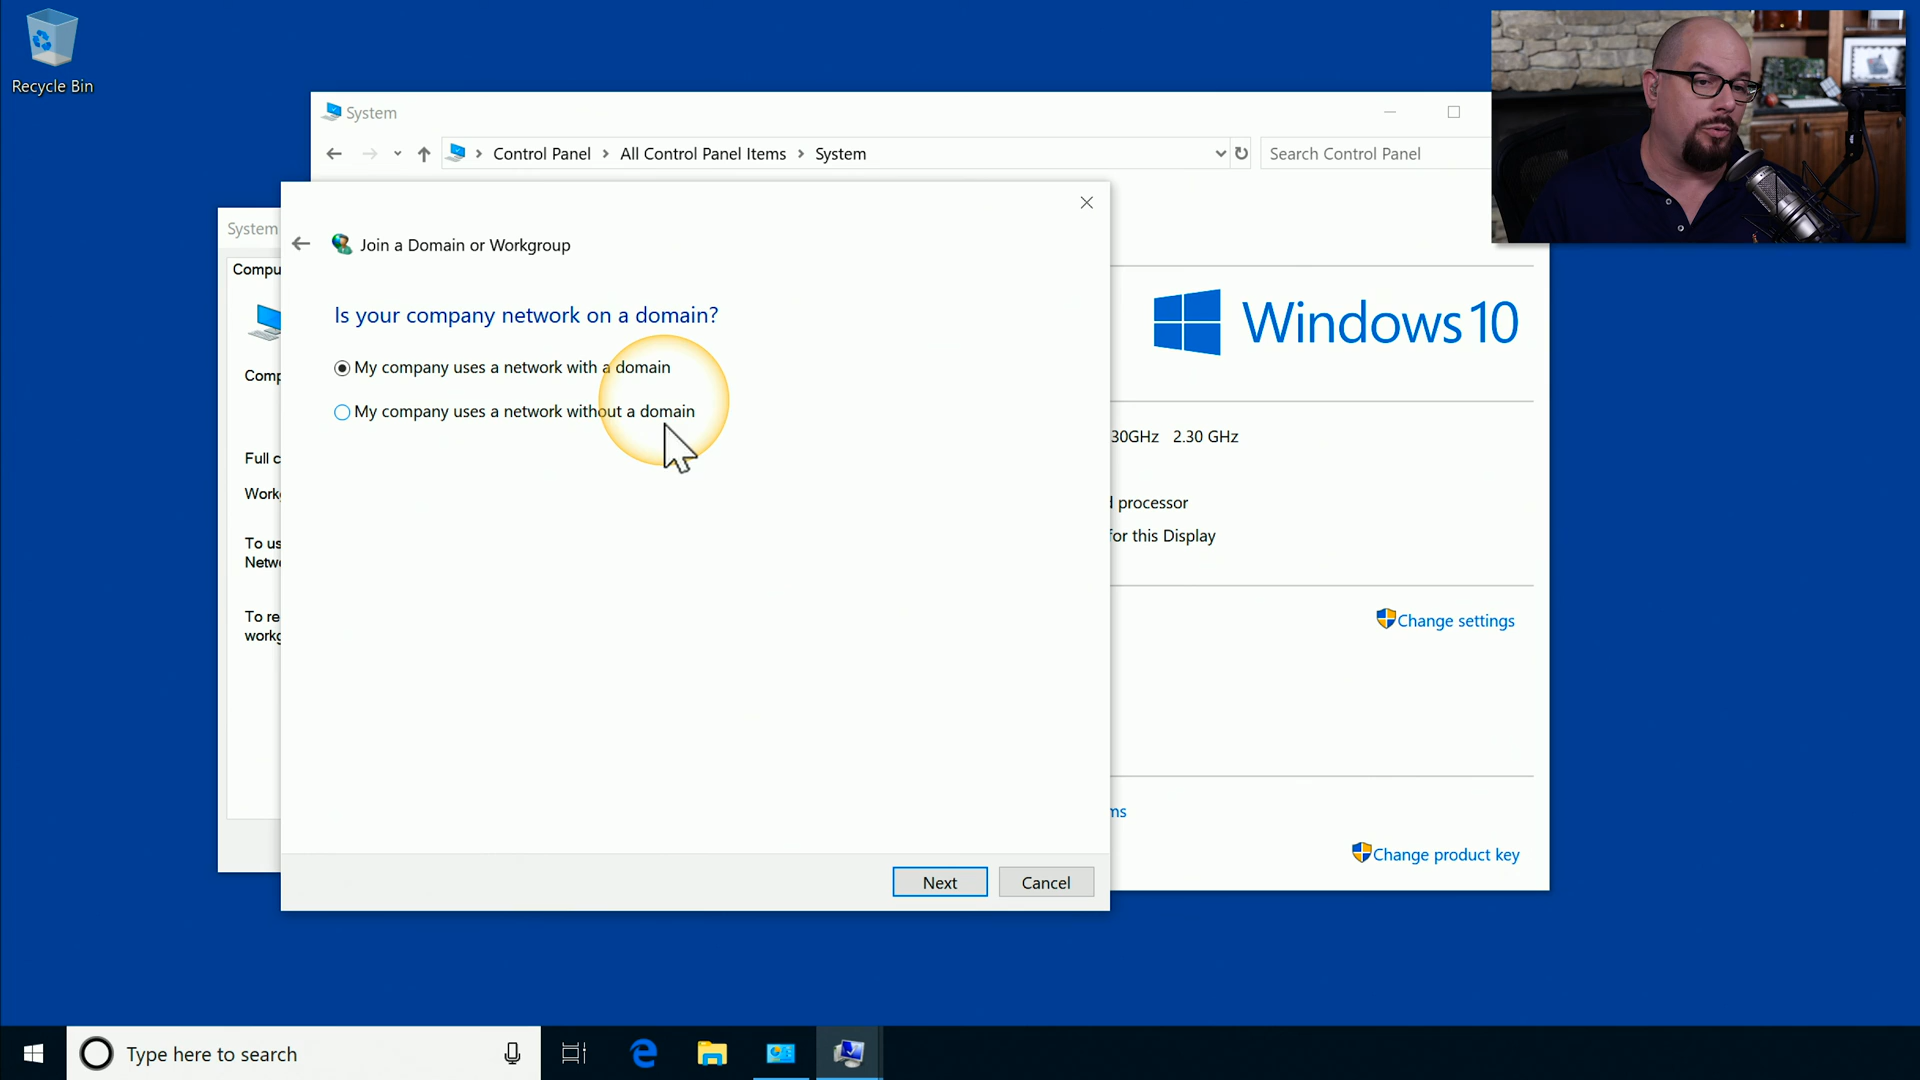 Recycle Bin
System
Control Panel
All Control Panel Items
System
Search Control Panel
System
Join a Domain or Workgroup
Compu
Is your company network on a domain?
My company uses a network with a domain
My company uses a network without a domain
Windows 10
Comp
30GHz 2.30 GHz
Full c
Work
processor
for this Display
To us
Netw
To re
workg
Change settings
ms
Change product key
Next
Cancel
Type here to search